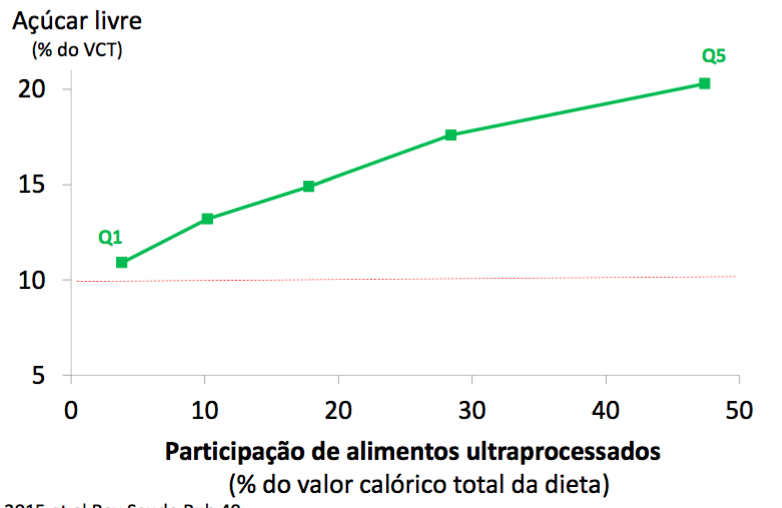 Açúcar livre
(% do VCT)
Q5
20
15
Q1
10
5
0 10 20 30 40 50
Participação de alimentos ultraprocessados
(% do valor calórico total da dieta)